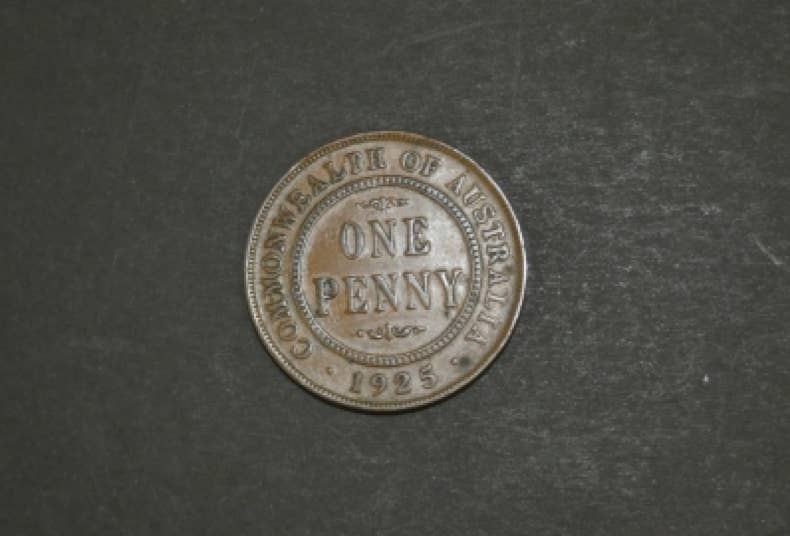 COMMONWEALTH OF AUSTRALIA
ONE
PENNY
· 1925 ·